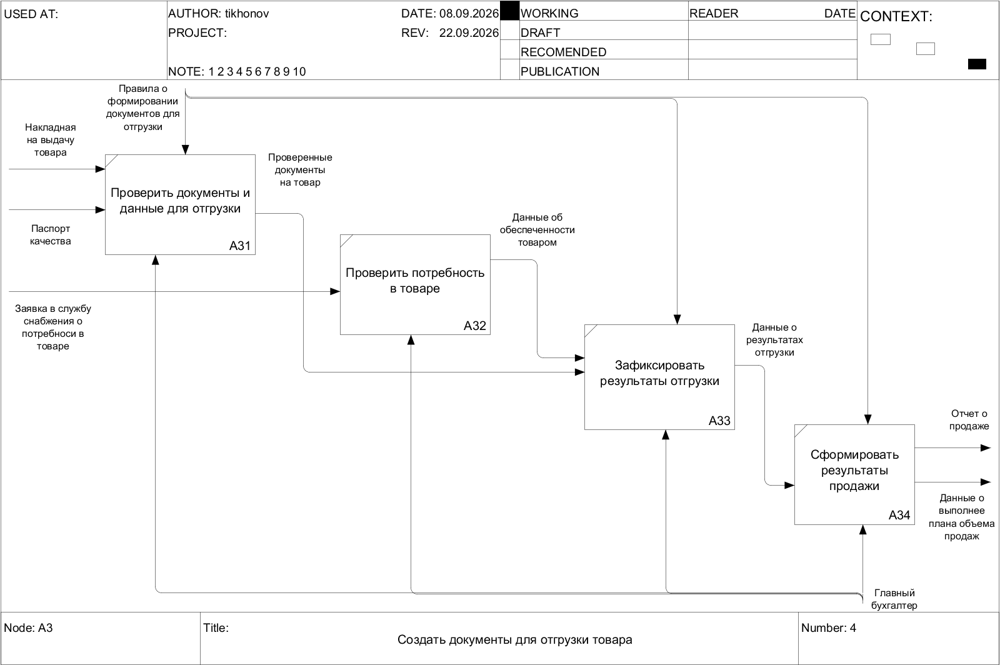 USED AT:
AUTHOR: tikhonov
DATE: 08.09.2026
PROJECT:
REV: 22.09.2026
NOTE: 1 2 3 4 5 6 7 8 9 10
WORKING
DRAFT
RECOMENDED
PUBLICATION
READER
DATE
CONTEXT:
Правила о
формировании
документов для
отгрузки
Накладная
на выдачу
товара
Проверить документы и
данные для отгрузки
A31
Проверенные
документы
на товар
Паспорт
качества
Данные об
обеспеченности
товаром
Проверить потребность
в товаре
A32
Заявка в службу
снабжения о
потребноси в
товаре
Зафиксировать
результаты отгрузки
A33
Данные о
результатах
отгрузки
Сформировать
результаты
продажи
A34
Отчет о
продаже
Данные о
выполнее
плана объема
продаж
Главный
бухгалтер
Node: A3
Title:
Создать документы для отгрузки товара
Number: 4